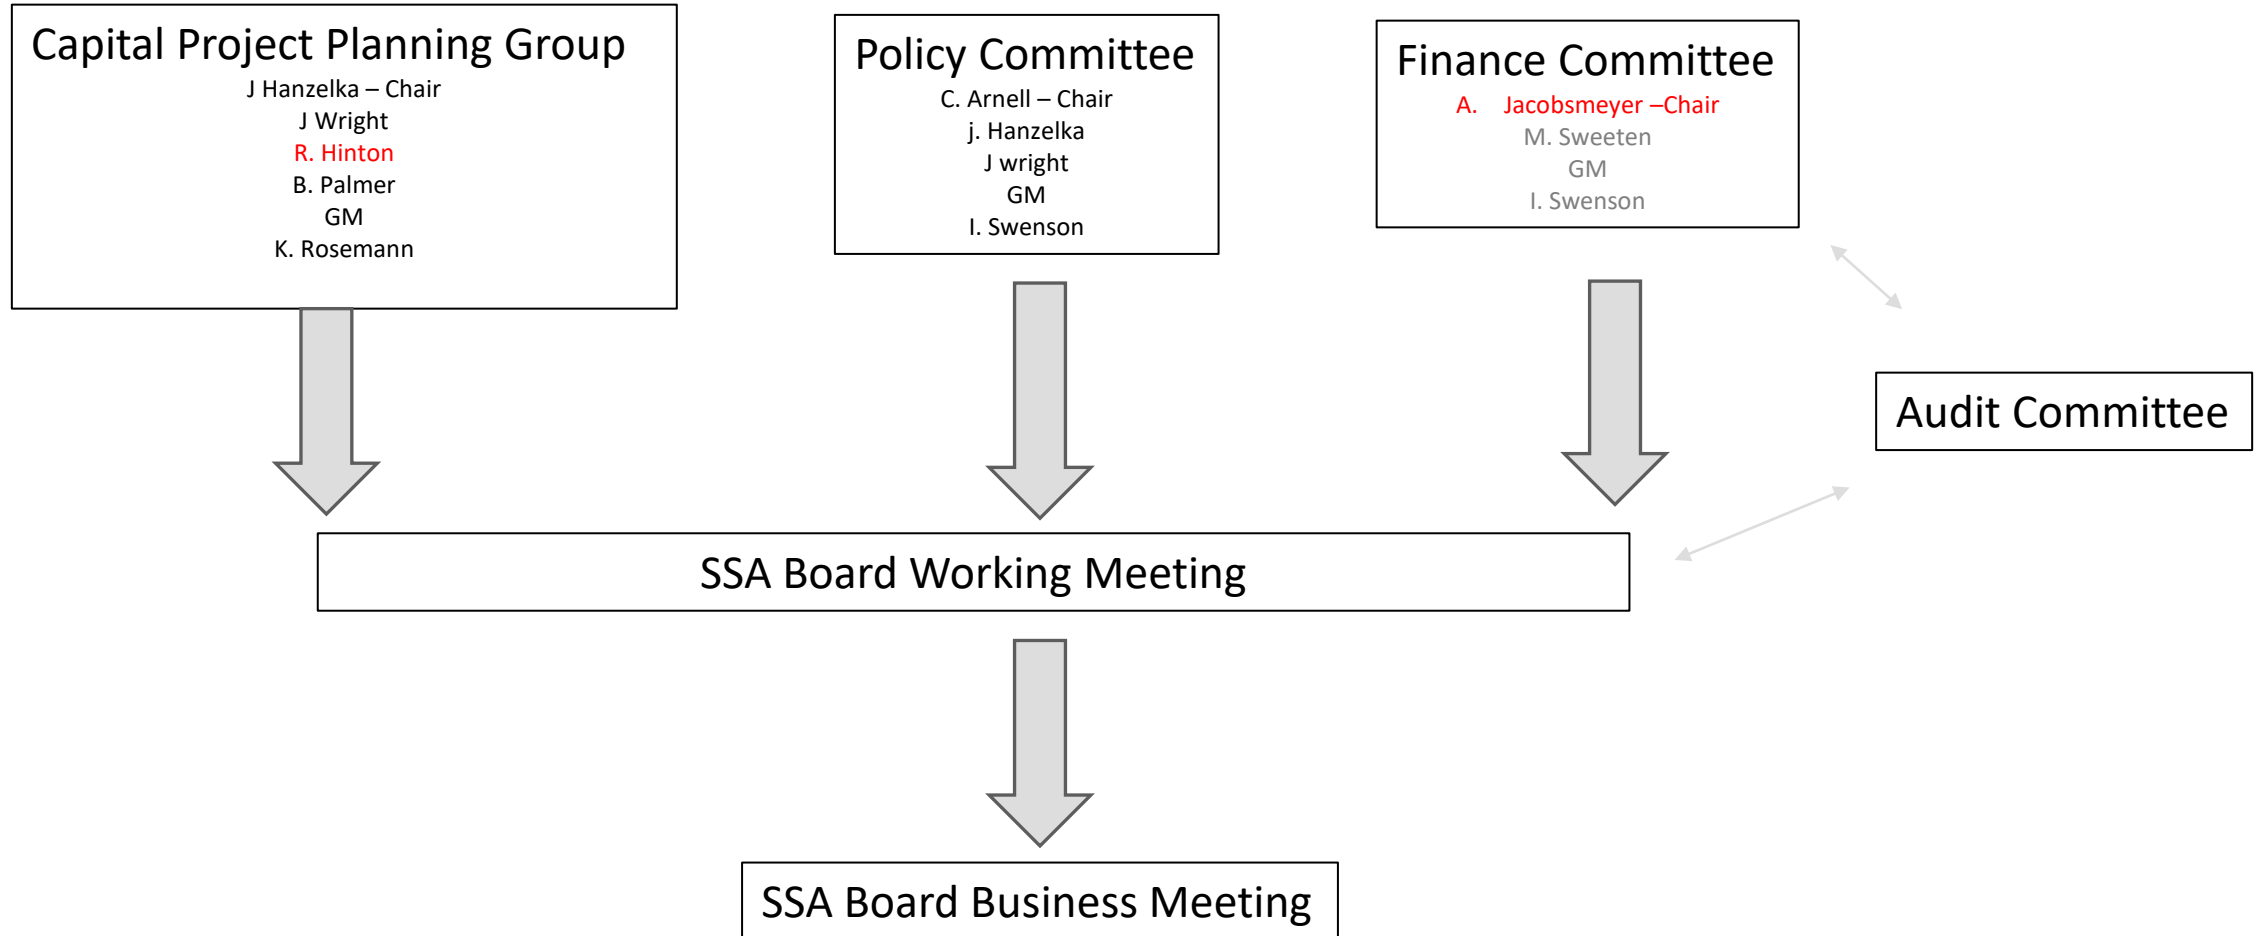 Capital Project Planning Group
J Hanzelka – Chair
J Wright
R. Hinton
B. Palmer
GM
K. Rosemann
Policy Committee
C. Arnell – Chair
j. Hanzelka
J wright
GM
I. Swenson
Finance Committee
A. Jacobsmeyer –Chair
M. Sweeten
GM
I. Swenson
Audit Committee
SSA Board Working Meeting
SSA Board Business Meeting